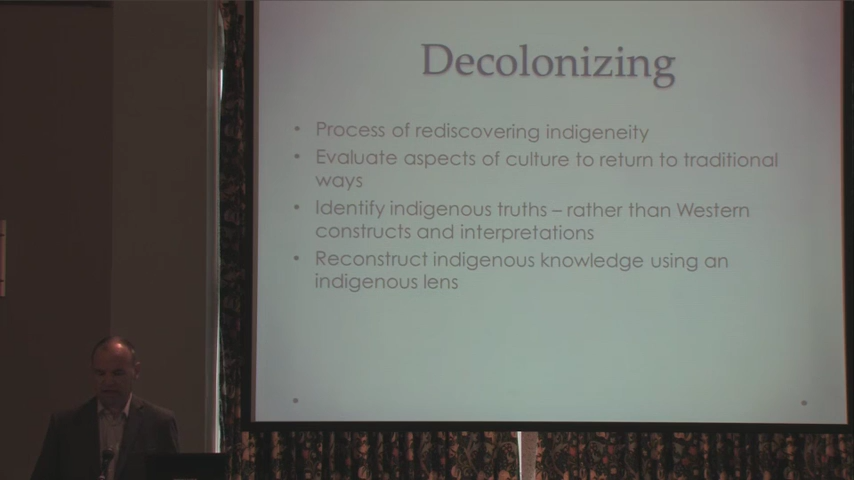 Decolonizing
• Process of rediscovering indigeneity
• Evaluate aspects of culture to return to traditional
ways
• Identify indigenous truths – rather than Western
constructs and interpretations
• Reconstruct indigenous knowledge using an
indigenous lens